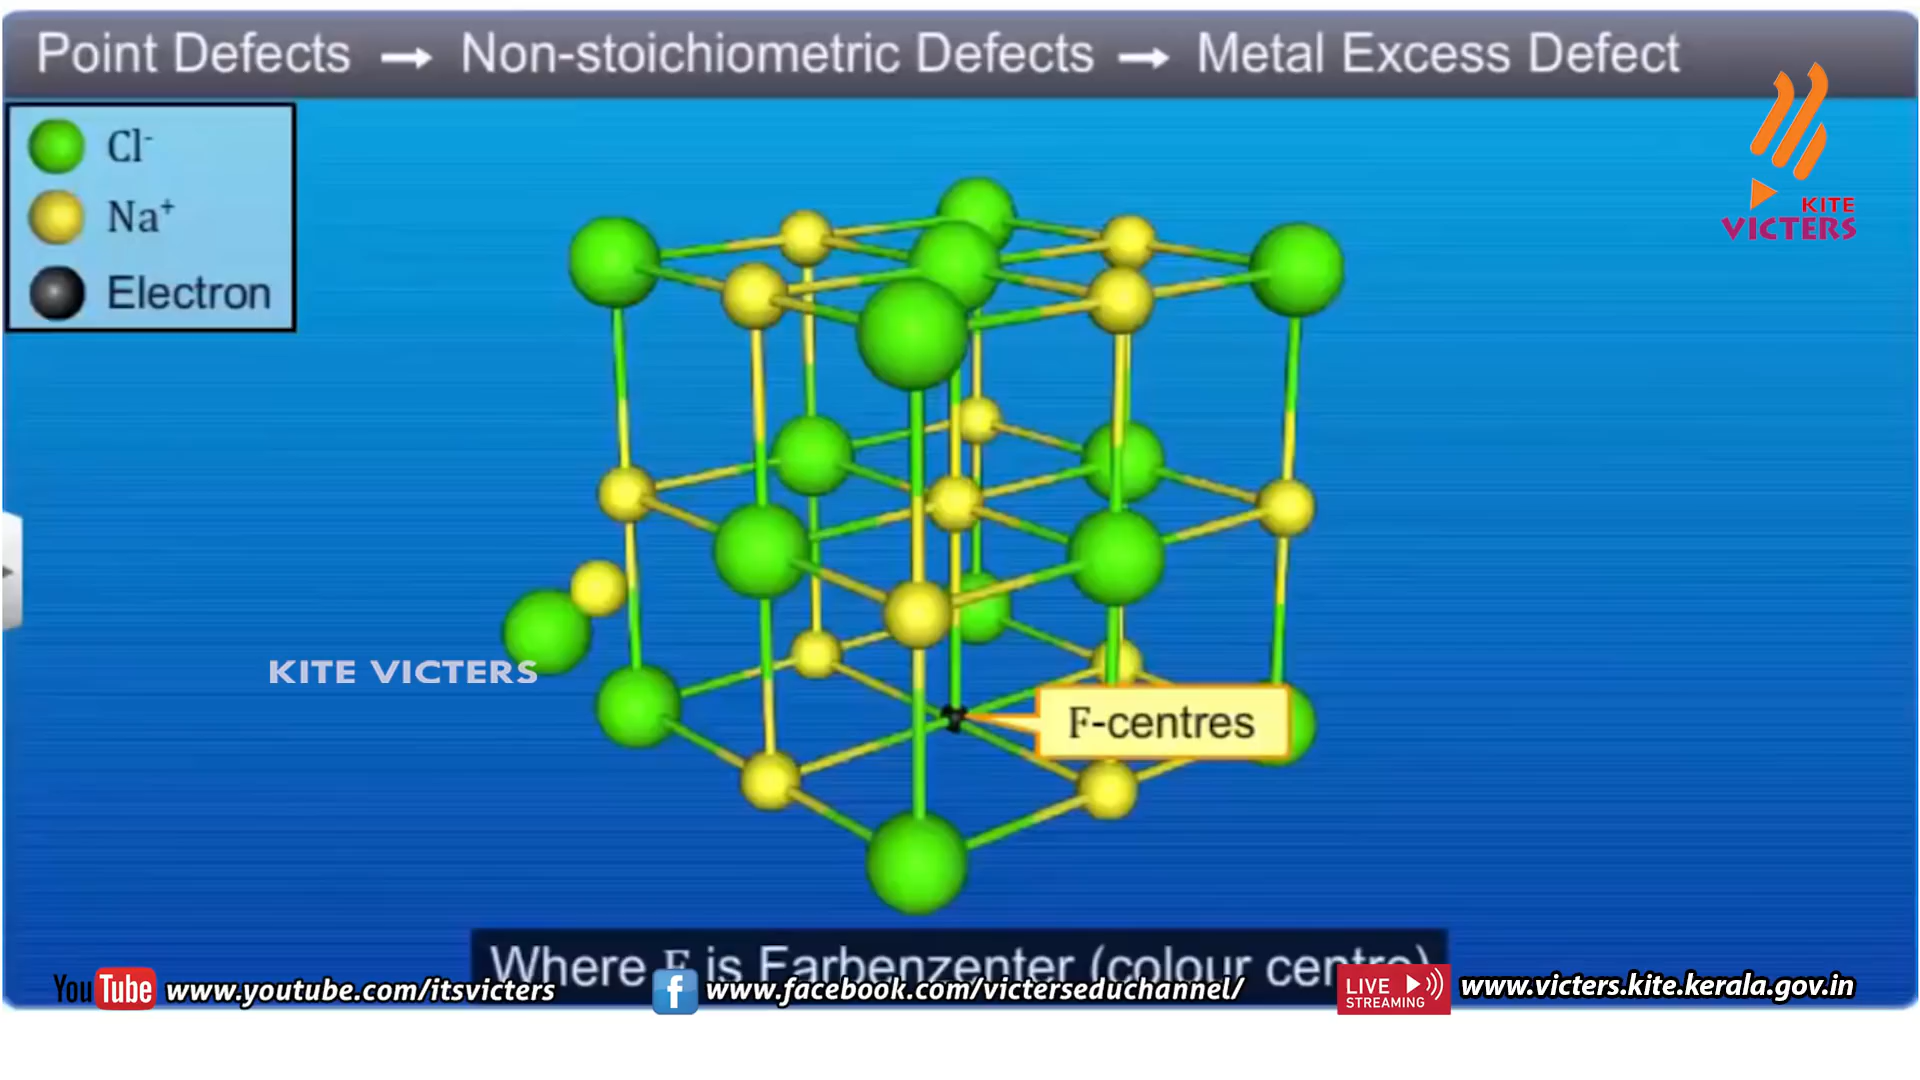 Point Defects → Non-stoichiometric Defects → Metal Excess Defect
Cl⁻
Na⁺
Electron
KITE
VICTERS
KITE VICTERS
F-centres
Where F is Farbenzenter (colour centre)
YouTube www.youtube.com/itsvicters
f www.facebook.com/victerseduchannel/
LIVE STREAMING www.victers.kite.kerala.gov.in